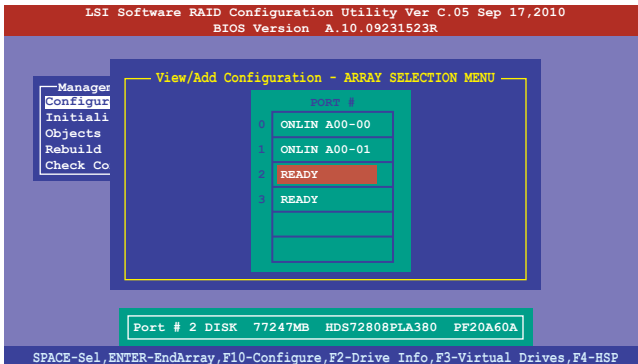 LSI Software RAID Configuration Utility Ver C.05 Sep 17,2010
BIOS Version A.10.09231523R
View/Add Configuration - ARRAY SELECTION MENU
Managem
Configur
Initiali
Objects
Rebuild
Check Co
PORT #
0 ONLIN A00-00
1 ONLIN A00-01
2 READY
3 READY
Port # 2 DISK 77247MB HDS72808PLA380 PF20A60A
SPACE-Sel,ENTER-EndArray,F10-Configure,F2-Drive Info,F3-Virtual Drives,F4-HSP